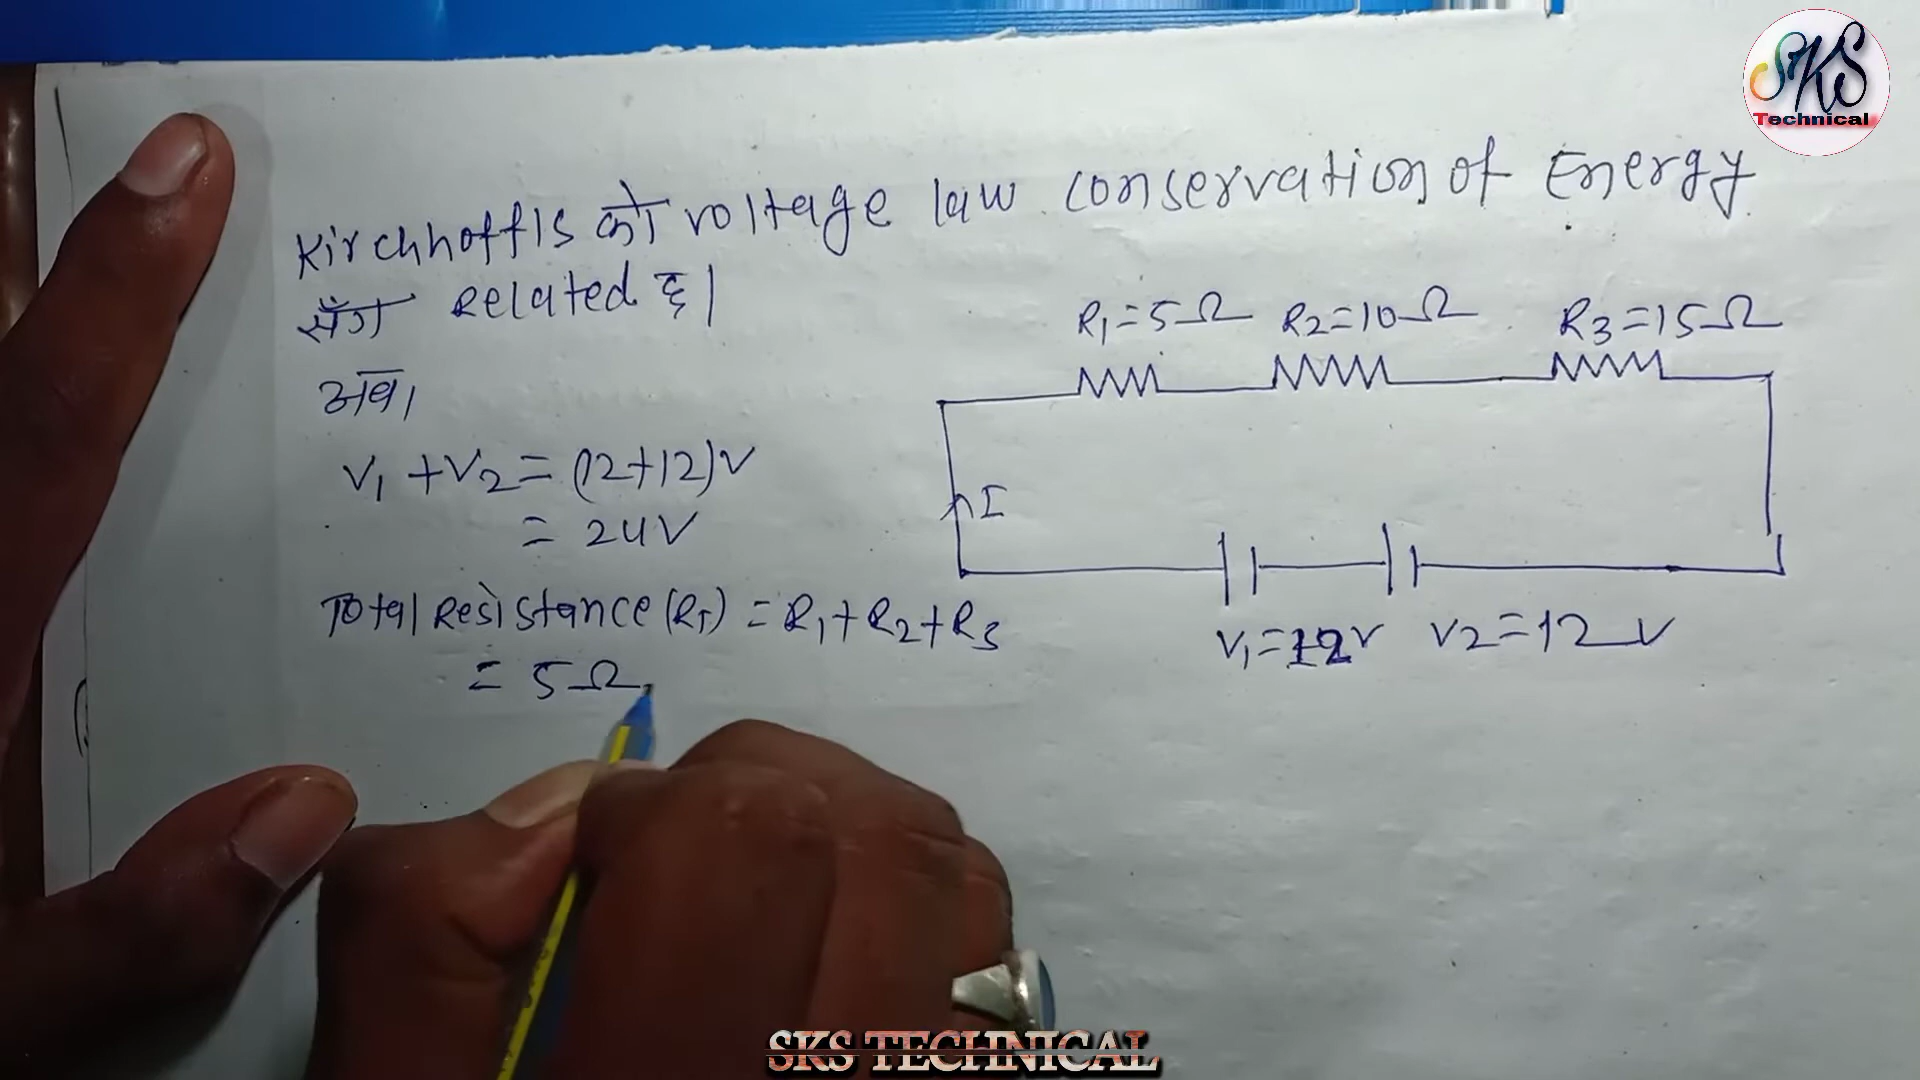 SKS
Technical
Kirchhoff's को voltage law conservation of Energy
सँग Related छ।
अब।
V₁ + V₂ = (12+12)V
= 24V
Total Resistance (RT) = R₁ + R₂ + R₃
= 5Ω
R₁=5Ω R₂=10Ω R₃=15Ω
I
V₁=12V V₂=12V
SKS TECHNICAL